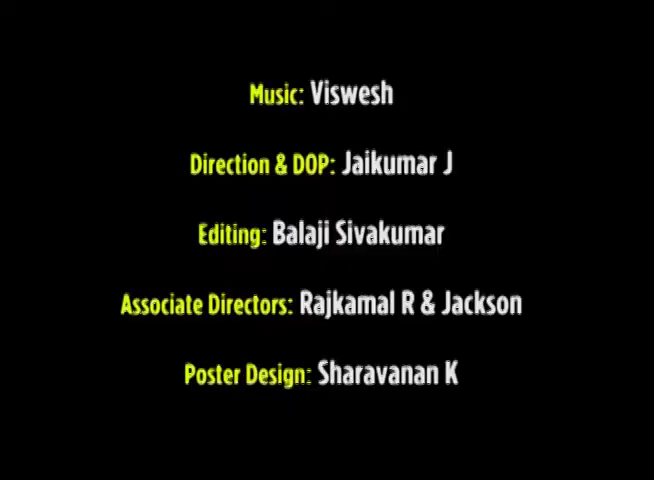 Music: Viswesh
Direction & DOP: Jaikumar J
Editing: Balaji Sivakumar
Associate Directors: Rajkamal R & Jackson
Poster Design: Sharavanan K